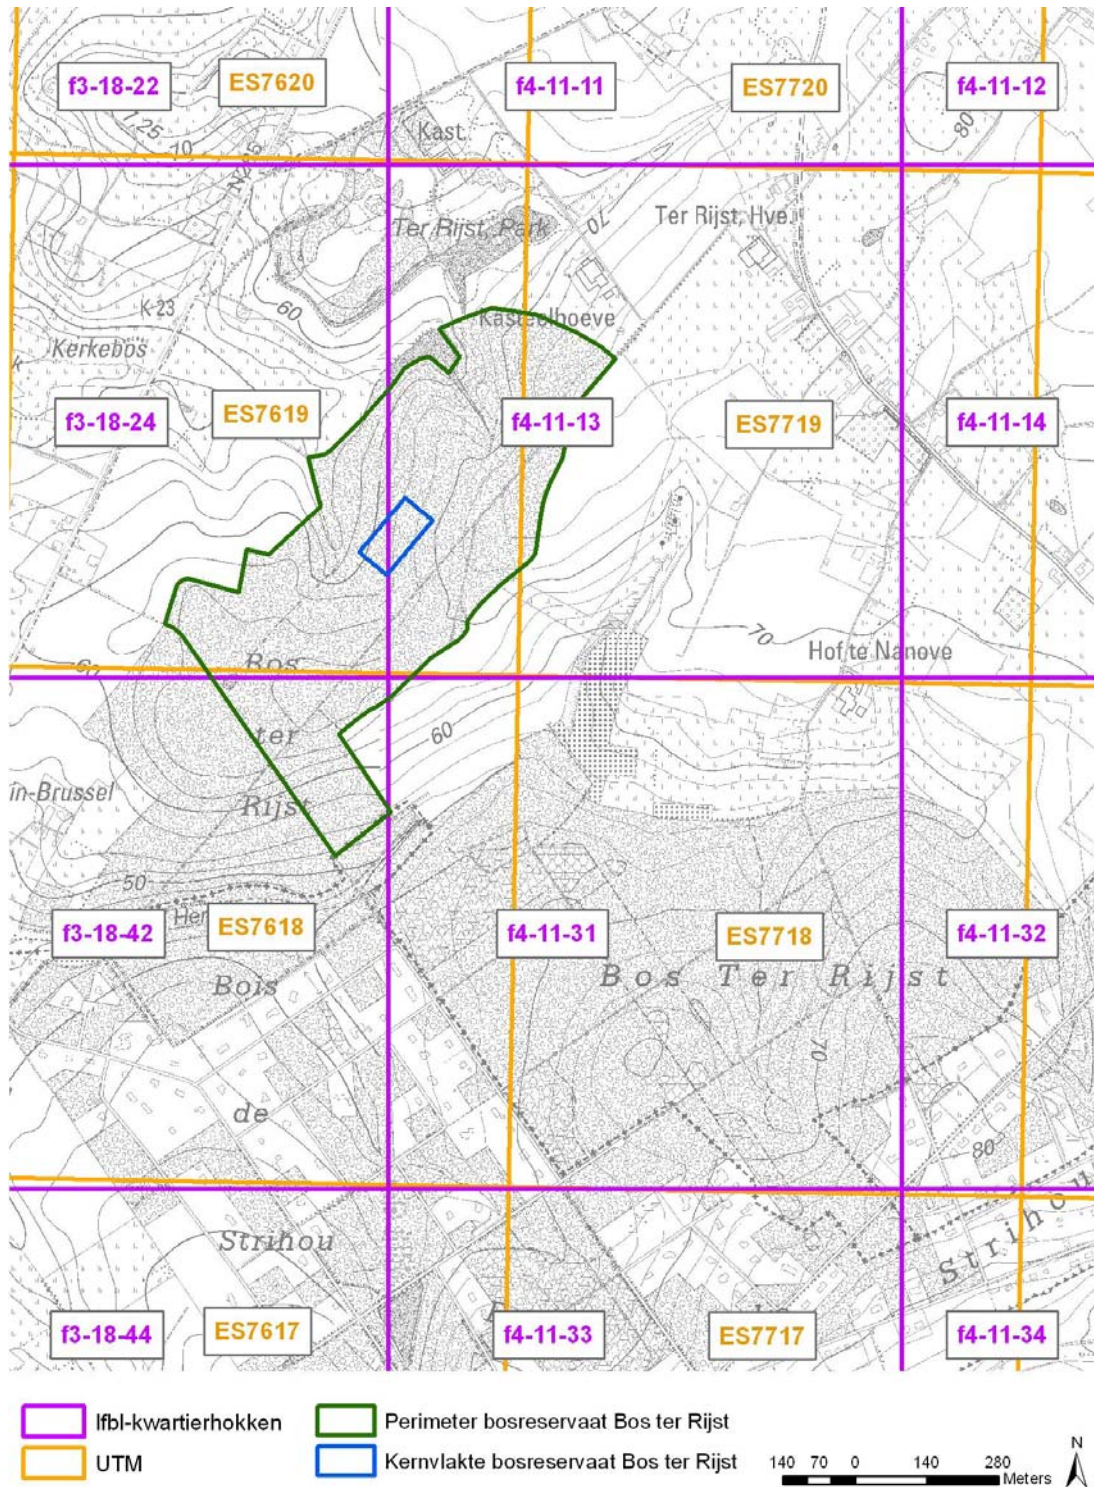 f3-18-22
ES7620
f4-11-11
ES7720
f4-11-12
Kast.
80
Ter Rijst, Park
70
Ter Rijst, Hve.
K-23
60
Kerkebos
Kasteelhoeve
f3-18-24
ES7619
f4-11-13
ES7719
f4-11-14
70
Bos
Hof te Nanove
ter
60
in-Brussel
Rijst
50
f3-18-42
ES7618
f4-11-31
ES7718
f4-11-32
Bois
Bos Ter Rijst
70
de
80
Strihou
Strihou
f3-18-44
ES7617
f4-11-33
ES7717
f4-11-34
Ifbl-kwartierhokken
Perimeter bosreservaat Bos ter Rijst
UTM
Kernvlakte bosreservaat Bos ter Rijst
N
140 70 0 140 280
Meters